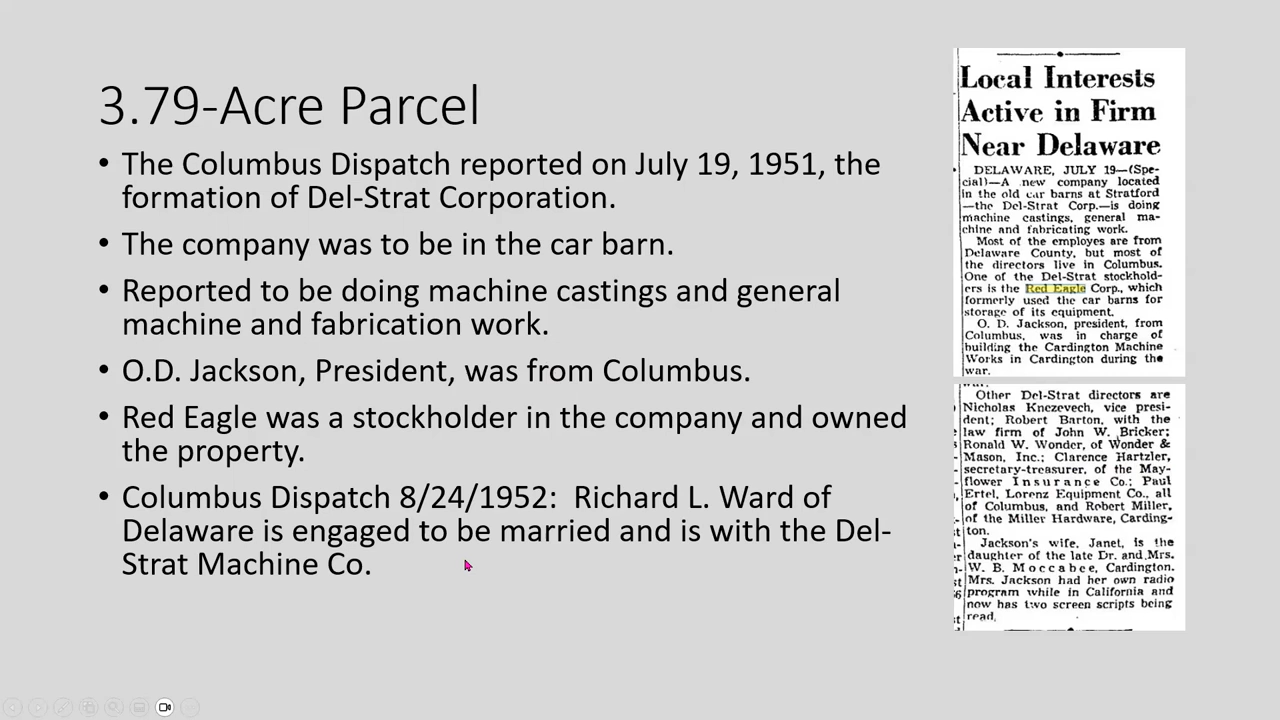 3.79-Acre Parcel
• The Columbus Dispatch reported on July 19, 1951, the
formation of Del-Strat Corporation.
• The company was to be in the car barn.
• Reported to be doing machine castings and general
machine and fabrication work.
• O.D. Jackson, President, was from Columbus.
• Red Eagle was a stockholder in the company and owned
the property.
• Columbus Dispatch 8/24/1952:  Richard L. Ward of
Delaware is engaged to be married and is with the Del-
Strat Machine Co.
Local Interests
Active in Firm
Near Delaware
DELAWARE, JULY 19—(Spe-
cial)—A new company located
in the old car barns at Stratford
—the Del-Strat Corp.—is doing
machine castings, general ma-
chine and fabricating work.
Most of the employes are from
Delaware County, but most of
the directors live in Columbus.
One of the Del-Strat stockhold-
ers is the Red Eagle Corp., which
formerly used the car barns for
storage of its equipment.
O. D. Jackson, president, from
Columbus, was in charge of
building the Cardington Machine
Works in Cardington during the
war.
Other Del-Strat directors are
Nicholas Knezevech, vice presi-
dent; Robert Barton, with the
law firm of John W. Bricker;
Ronald W. Wonder, of Wonder &
Mason, Inc.; Clarence Hartzler,
secretary-treasurer, of the May-
flower Insurance Co.; Paul
Ertel, Lorenz Equipment Co., all
of Columbus, and Robert Miller,
of the Miller Hardware, Carding-
ton.
Jackson's wife, Janet, is the
daughter of the late Dr. and Mrs.
W. B. Moccabee, Cardington.
Mrs. Jackson had her own radio
program while in California and
now has two screen scripts being
read.